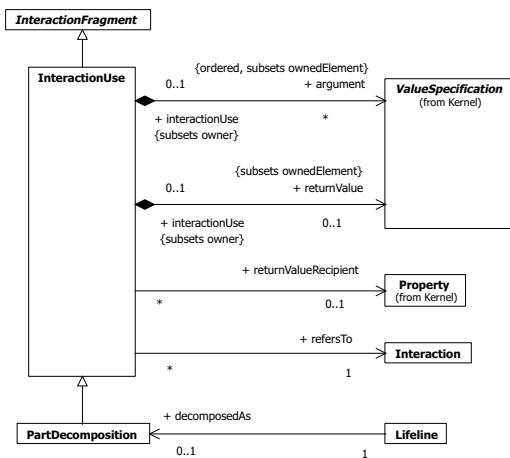 InteractionFragment
InteractionUse
{ordered, subsets ownedElement}
0..1
+ argument
ValueSpecification
(from Kernel)
+ interactionUse
*
{subsets owner}
{subsets ownedElement}
0..1
+ returnValue
+ interactionUse
0..1
{subsets owner}
+ returnValueRecipient
Property
(from Kernel)
*
0..1
+ refersTo
Interaction
*
1
+ decomposedAs
PartDecomposition
Lifeline
0..1
1